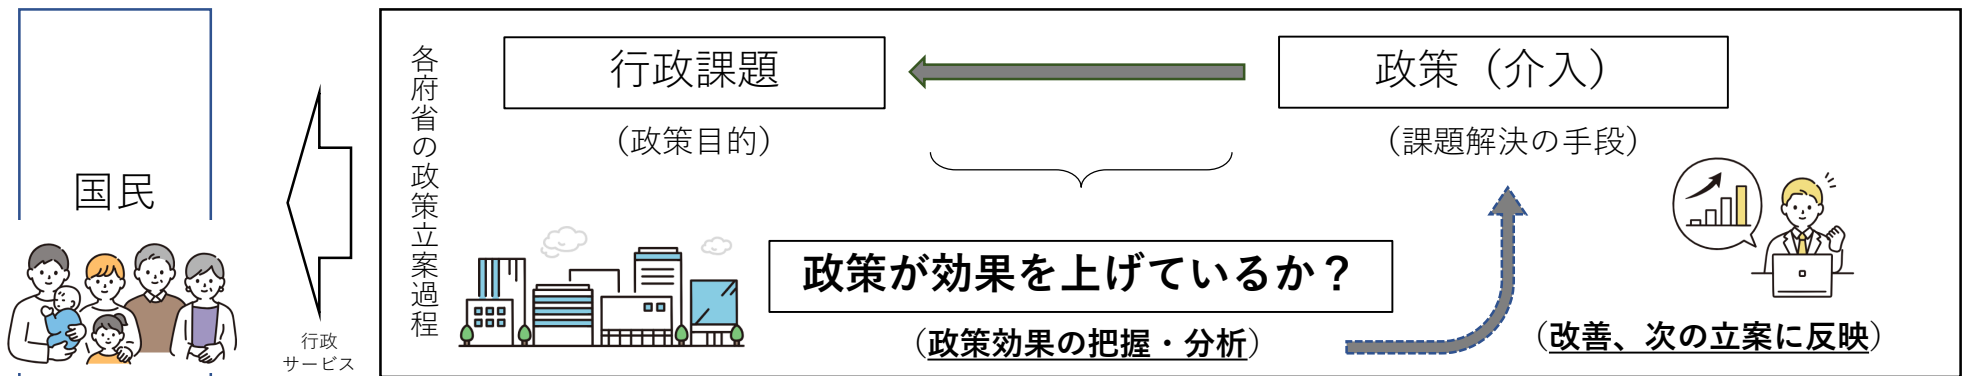 国民
行政
サービス
各府省の政策立案過程
行政課題
(政策目的)
政策（介入）
(課題解決の手段)
政策が効果を上げているか？
(政策効果の把握・分析)
(改善、次の立案に反映)